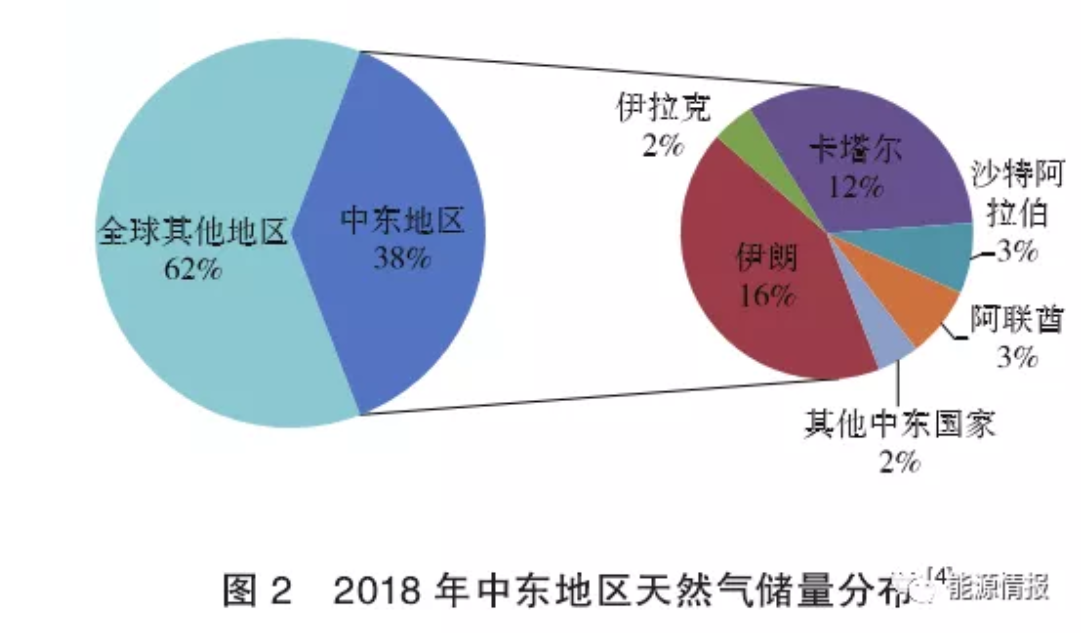 全球其他地区
62%
中东地区
38%
伊拉克
2%
卡塔尔
12%
沙特阿
拉伯
3%
伊朗
16%
阿联酋
3%
其他中东国家
2%
图 2 2018 年中东地区天然气储量分布[4]
能源情报